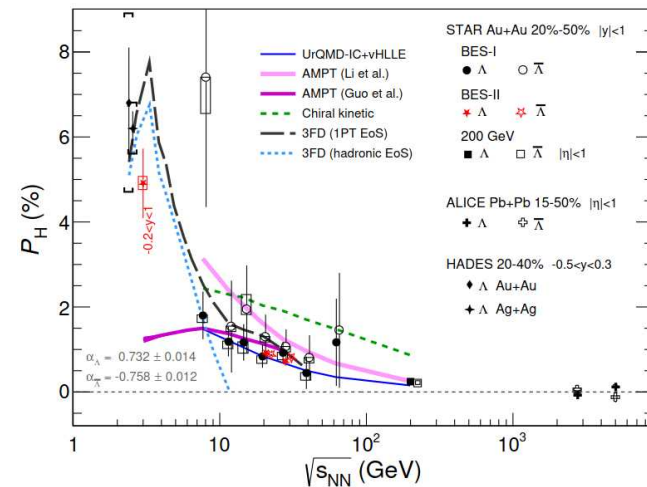 8
6
4
2
0
P_H (%)
1
10
10²
10³
√s_NN (GeV)
UrQMD-IC+vHLLE
AMPT (Li et al.)
AMPT (Guo et al.)
Chiral kinetic
3FD (1PT EoS)
3FD (hadronic EoS)
STAR Au+Au 20%-50% |y|<1
BES-I
Λ Λ̅
BES-II
Λ Λ̅
200 GeV
Λ Λ̅ |η|<1
ALICE Pb+Pb 15-50% |η|<1
Λ Λ̅
HADES 20-40% -0.5<y<0.3
Λ Au+Au
Λ Ag+Ag
-0.2<y<1
α_Λ = 0.732 ± 0.014
α_Λ̅ = -0.758 ± 0.012